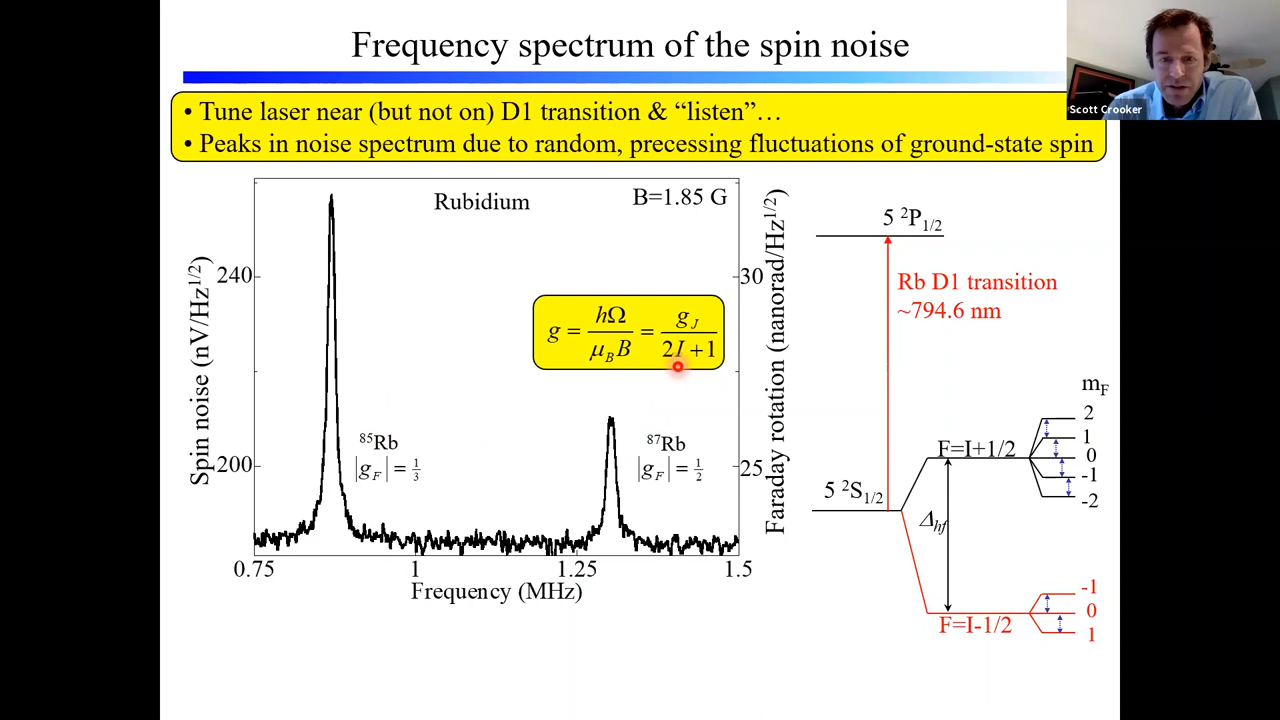 Frequency spectrum of the spin noise
Scott Crooker
• Tune laser near (but not on) D1 transition & “listen”…
• Peaks in noise spectrum due to random, precessing fluctuations of ground-state spin
Rubidium
B=1.85 G
Spin noise (nV/Hz^1/2)
240
200
g = hΩ / μ_B B = g_J / 2I+1
⁸⁵Rb
|g_F| = 1/3
⁸⁷Rb
|g_F| = 1/2
30
25
Faraday rotation (nanorad/Hz^1/2)
0.75
1
1.25
1.5
Frequency (MHz)
5 ²P_1/2
Rb D1 transition
~794.6 nm
m_F
2
1
0
-1
-2
F=I+1/2
5 ²S_1/2
Δ_hf
-1
0
1
F=I-1/2